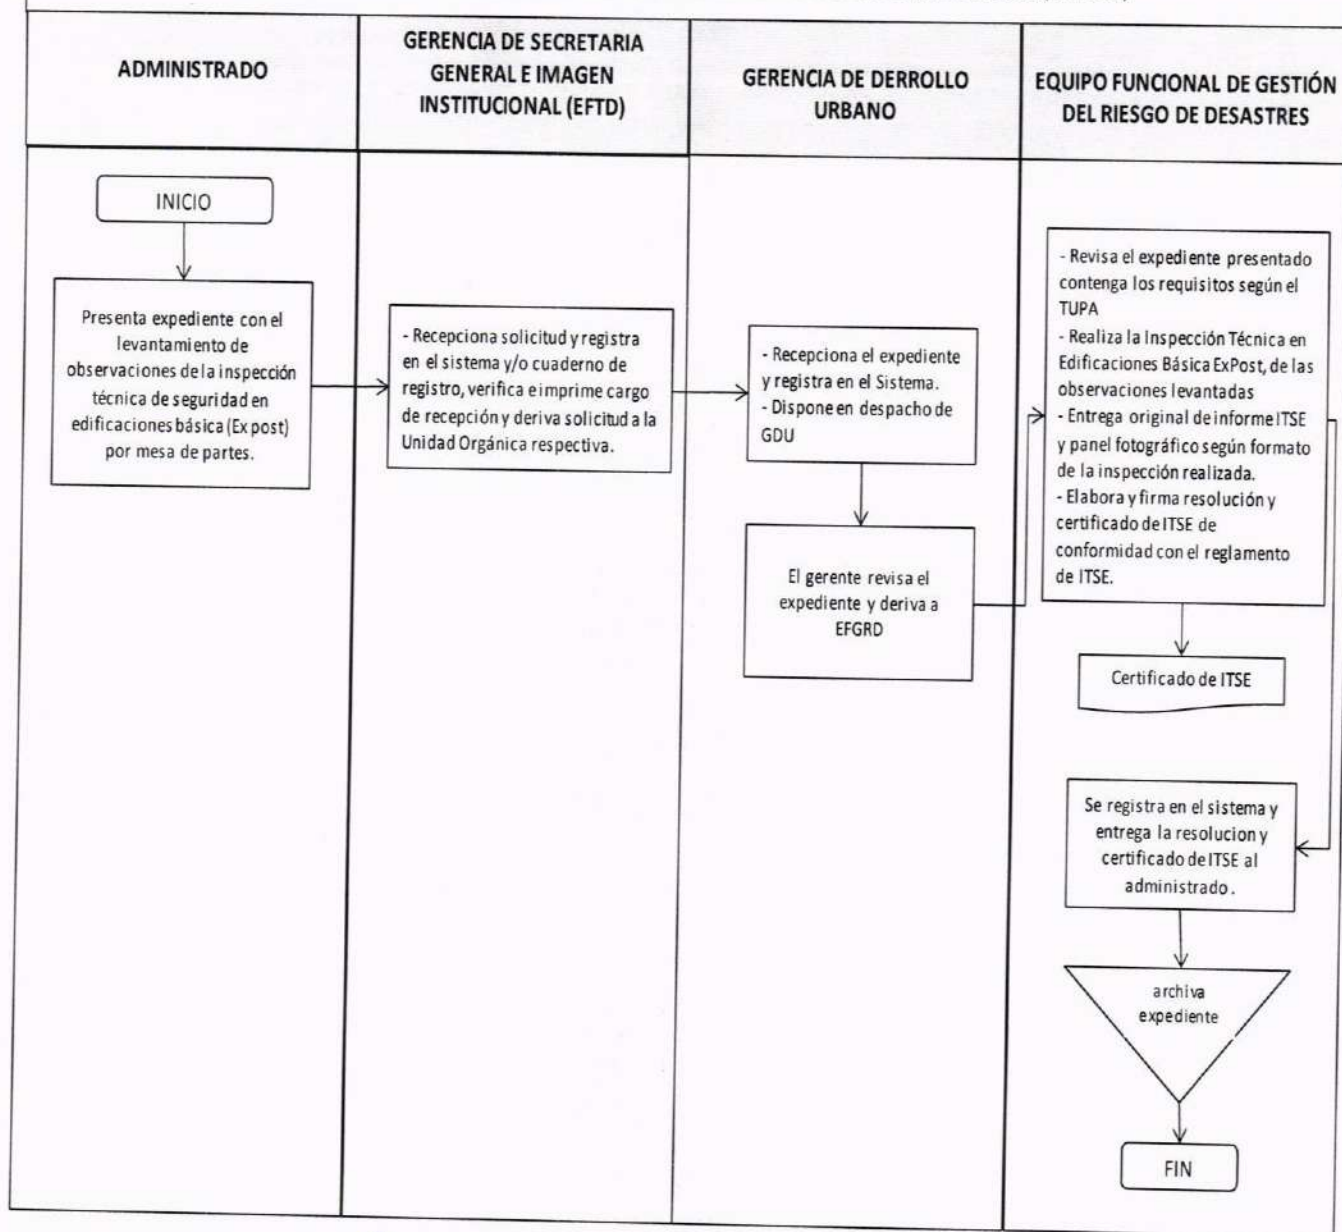 ADMINISTRADO
GERENCIA DE SECRETARIA
GENERAL E IMAGEN
INSTITUCIONAL (EFTD)
GERENCIA DE DERROLLO
URBANO
EQUIPO FUNCIONAL DE GESTIÓN
DEL RIESGO DE DESASTRES
INICIO
Presenta expediente con el
levantamiento de
observaciones de la inspección
técnica de seguridad en
edificaciones básica (Ex post)
por mesa de partes.
- Recepciona solicitud y registra
en el sistema y/o cuaderno de
registro, verifica e imprime cargo
de recepción y deriva solicitud a la
Unidad Orgánica respectiva.
- Recepciona el expediente
y registra en el Sistema.
- Dispone en despacho de
GDU
El gerente revisa el
expediente y deriva a
EFGRD
- Revisa el expediente presentado
contenga los requisitos según el
TUPA
- Realiza la Inspección Técnica en
Edificaciones Básica ExPost, de las
observaciones levantadas
- Entrega original de informe ITSE
y panel fotográfico según formato
de la inspección realizada.
- Elabora y firma resolución y
certificado de ITSE de
conformidad con el reglamento
de ITSE.
Certificado de ITSE
Se registra en el sistema y
entrega la resolucion y
certificado de ITSE al
administrado.
archiva
expediente
FIN